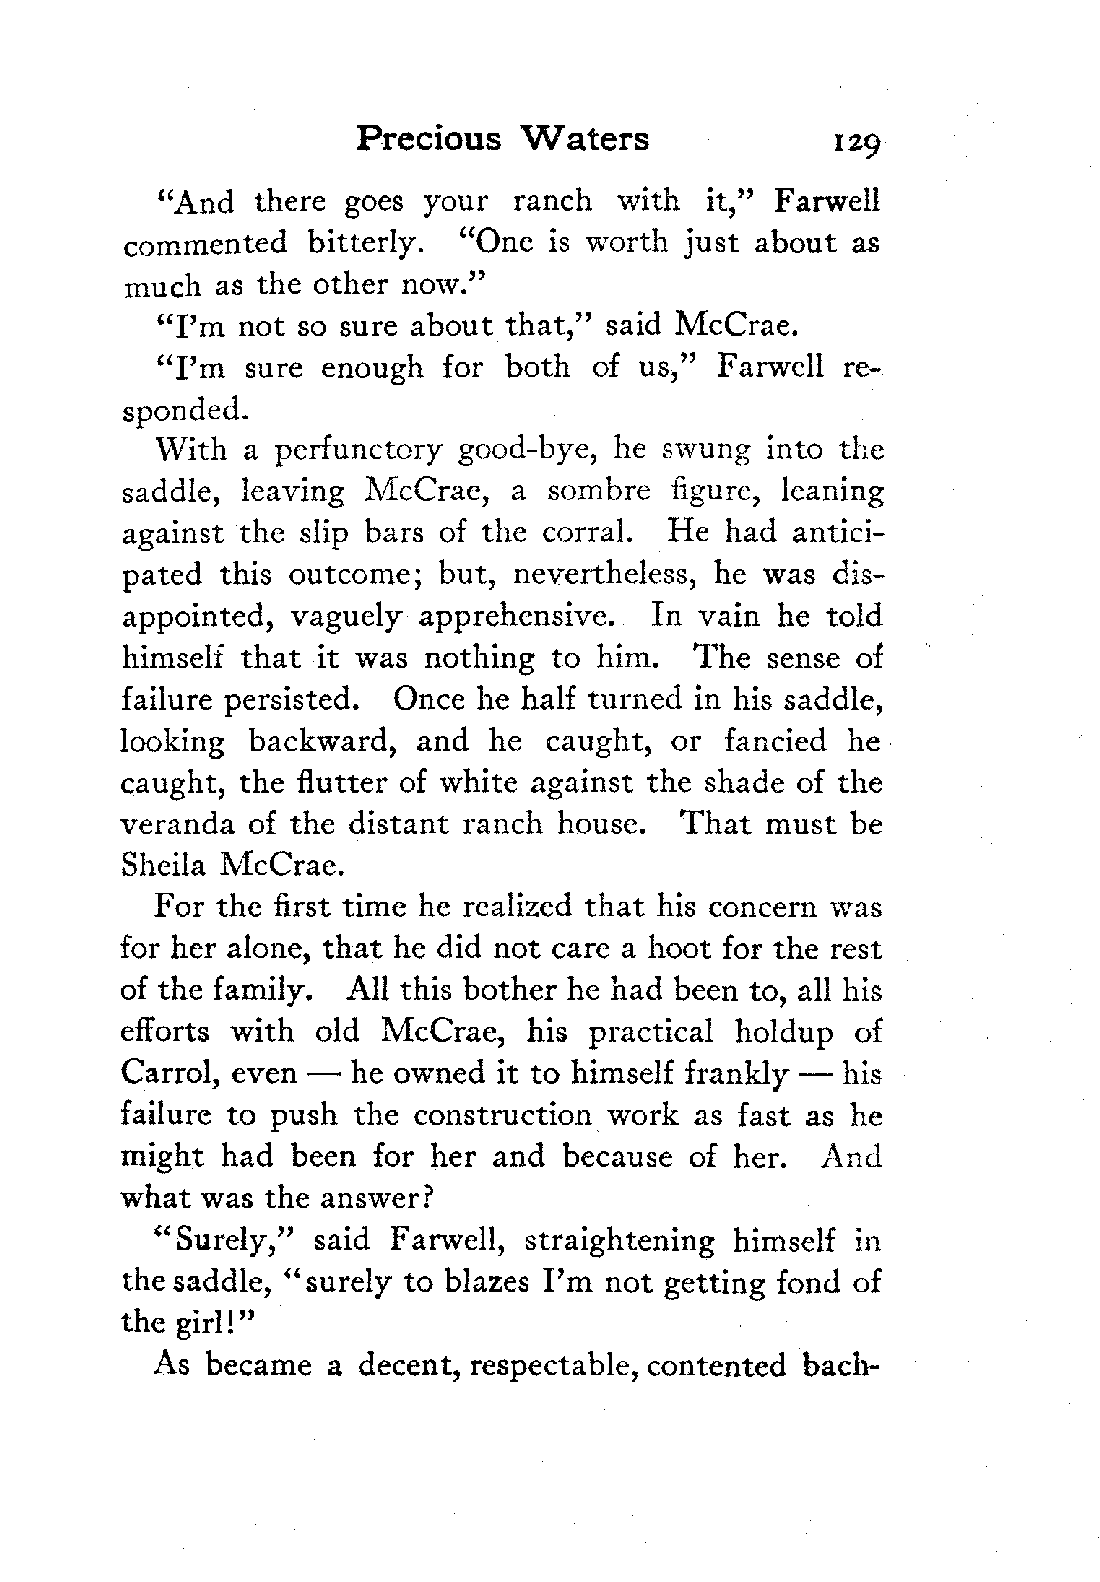 Precious Waters 129
“And there goes your ranch with it,” Farwell
commented bitterly. “One is worth just about as
much as the other now.”
“I’m not so sure about that,” said McCrae.
“I’m sure enough for both of us,” Farwell re-
sponded.
With a perfunctory good-bye, he swung into the
saddle, leaving McCrae, a sombre figure, leaning
against the slip bars of the corral. He had antici-
pated this outcome; but, nevertheless, he was dis-
appointed, vaguely apprehensive. In vain he told
himself that it was nothing to him. The sense of
failure persisted. Once he half turned in his saddle,
looking backward, and he caught, or fancied he
caught, the flutter of white against the shade of the
veranda of the distant ranch house. That must be
Sheila McCrae.
For the first time he realized that his concern was
for her alone, that he did not care a hoot for the rest
of the family. All this bother he had been to, all his
efforts with old McCrae, his practical holdup of
Carrol, even — he owned it to himself frankly — his
failure to push the construction work as fast as he
might had been for her and because of her. And
what was the answer?
“Surely,” said Farwell, straightening himself in
the saddle, “surely to blazes I’m not getting fond of
the girl!”
As became a decent, respectable, contented bach-